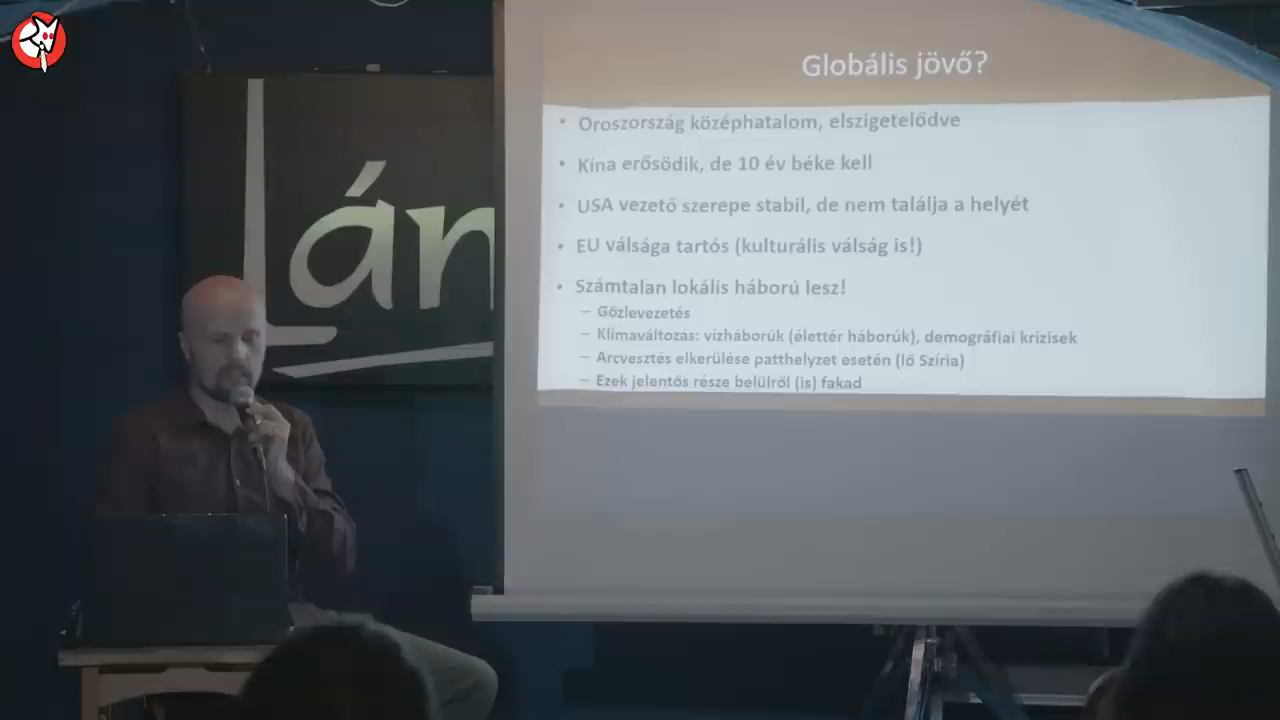 án
Globális jövő?
• Oroszország középhatalom, elszigetelődve
• Kína erősödik, de 10 év béke kell
• USA vezető szerepe stabil, de nem találja a helyét
• EU válsága tartós (kulturális válság is!)
• Számtalan lokális háború lesz!
– Gőzlevezetés
– Klímaváltozás: vízháborúk (élettér háborúk), demográfiai krízisek
– Arcvesztés elkerülése patthelyzet esetén (ló Szíria)
– Ezek jelentős része belülről (is) fakad